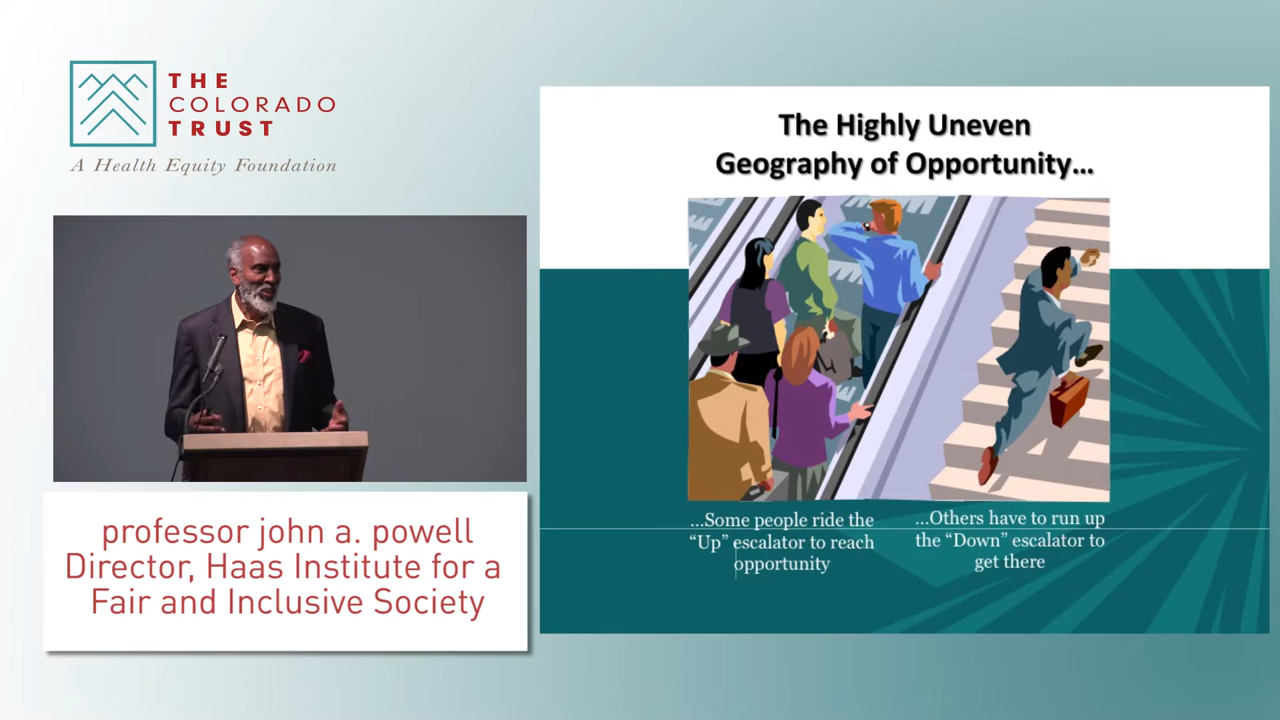 THE
COLORADO
TRUST
A Health Equity Foundation
professor john a. powell
Director, Haas Institute for a
Fair and Inclusive Society
The Highly Uneven
Geography of Opportunity...
...Some people ride the
“Up” escalator to reach
opportunity
...Others have to run up
the “Down” escalator to
get there